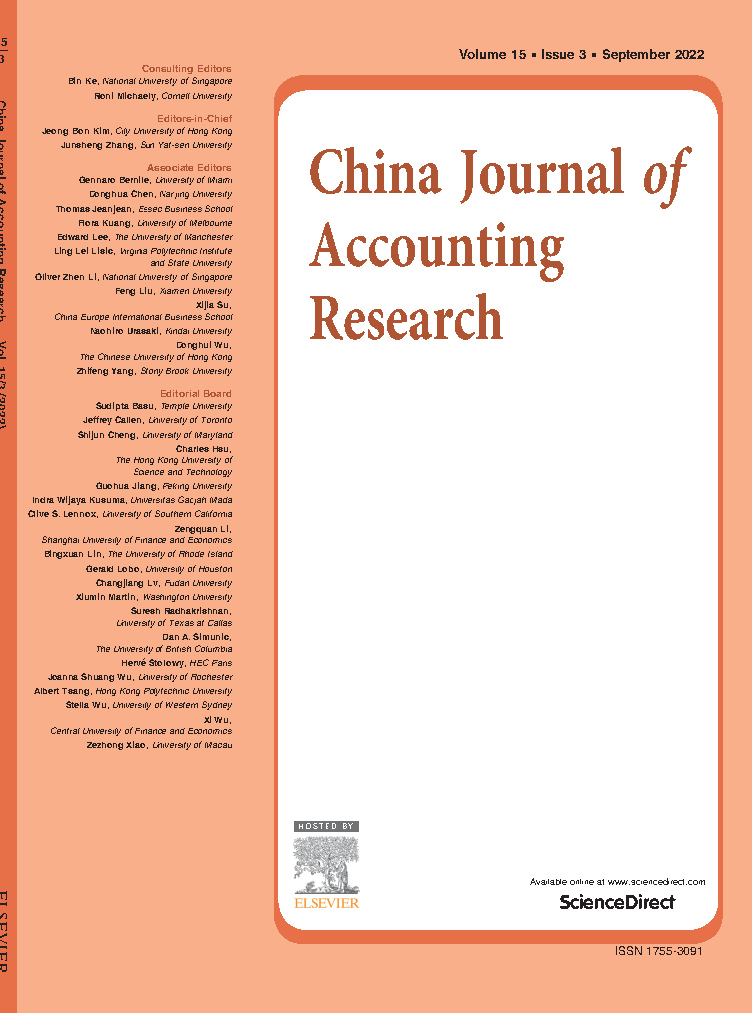 Volume 15 ▪ Issue 3 ▪ September 2022
Consulting Editors
Bin Ke, National University of Singapore
Roni Michaely, Cornell University
Editors-in-Chief
Jeong Bon Kim, City University of Hong Kong
Junsheng Zhang, Sun Yat-sen University
Associate Editors
Gennaro Bernile, University of Miami
Donghua Chen, Nanjing University
Thomas Jeanjean, Essec Business School
Flora Kuang, University of Melbourne
Edward Lee, The University of Manchester
Ling Lei Lisic, Virginia Polytechnic Institute
and State University
Oliver Zhen Li, National University of Singapore
Feng Liu, Xiamen University
Xijia Su,
China Europe International Business School
Naohiro Urasaki, Kindai University
Donghui Wu,
The Chinese University of Hong Kong
Zhifeng Yang, Stony Brook University
Editorial Board
Sudipta Basu, Temple University
Jeffrey Callen, University of Toronto
Shijun Cheng, University of Maryland
Charles Hsu,
The Hong Kong University of
Science and Technology
Guohua Jiang, Peking University
Indra Wijaya Kusuma, Universitas Gadjah Mada
Clive S. Lennox, University of Southern California
Zengquan Li,
Shanghai University of Finance and Economics
Bingxuan Lin, The University of Rhode Island
Gerald Lobo, University of Houston
Changjiang Lv, Fudan University
Xiumin Martin, Washington University
Suresh Radhakrishnan,
University of Texas at Dallas
Dan A. Simunic,
The University of British Columbia
Hervé Stolowy, HEC Paris
Joanna Shuang Wu, University of Rochester
Albert Tsang, Hong Kong Polytechnic University
Stella Wu, University of Western Sydney
Xi Wu,
Central University of Finance and Economics
Zezhong Xiao, University of Macau
China Journal of
Accounting
Research
HOSTED BY
ELSEVIER
Available online at www.sciencedirect.com
ScienceDirect
ISSN 1755-3091
5
3
China Journal of Accounting Research Vol. 15/3 (2022)
ELSEVIER